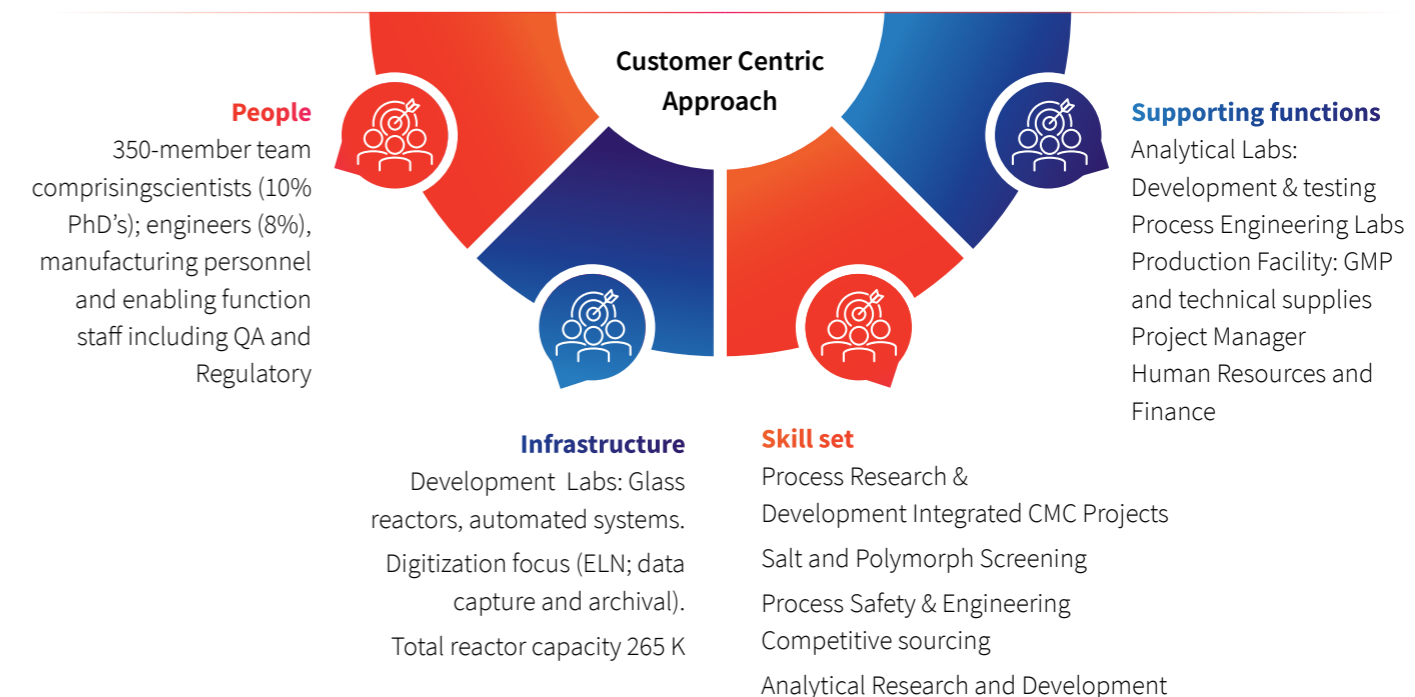 Customer Centric
Approach
People
350-member team
comprisingscientists (10%
PhD’s); engineers (8%),
manufacturing personnel
and enabling function
staff including QA and
Regulatory
Infrastructure
Development  Labs: Glass
reactors, automated systems.
Digitization focus (ELN; data
capture and archival).
Total reactor capacity 265 K
Skill set
Process Research &
Development Integrated CMC Projects
Salt and Polymorph Screening
Process Safety & Engineering
Competitive sourcing
Analytical Research and Development
Supporting functions
Analytical Labs:
Development & testing
Process Engineering Labs
Production Facility: GMP
and technical supplies
Project Manager
Human Resources and
Finance